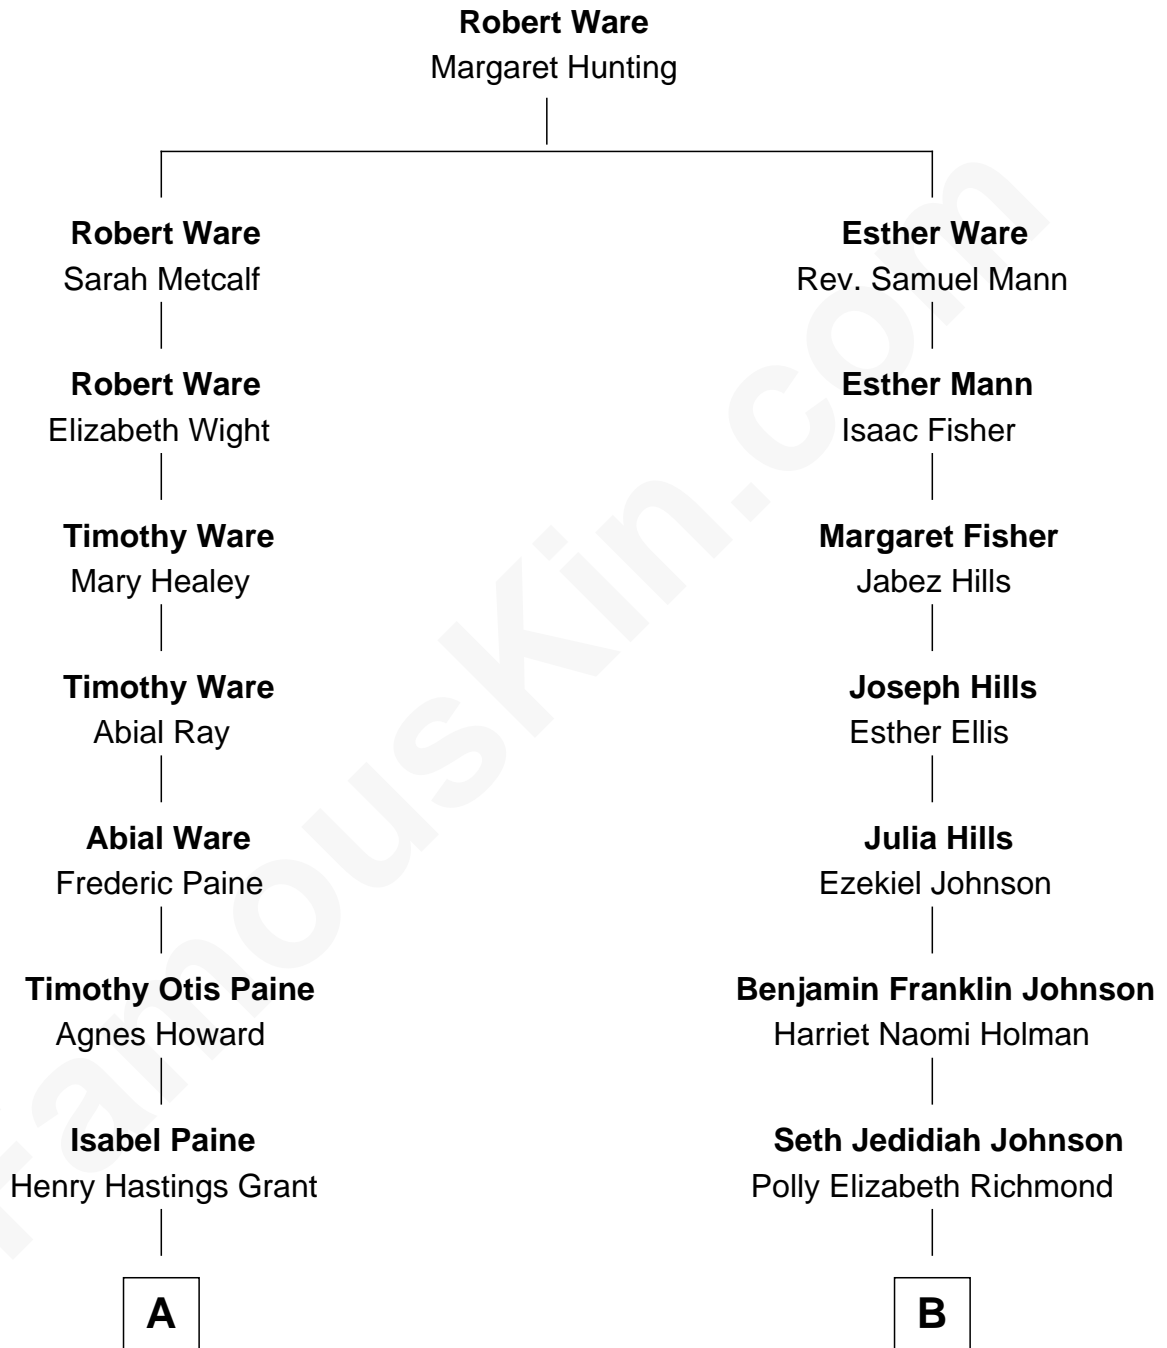 Robert Ware
Margaret Hunting
Robert Ware
Sarah Metcalf
Esther Ware
Rev. Samuel Mann
Robert Ware
Elizabeth Wight
Esther Mann
Isaac Fisher
Timothy Ware
Mary Healey
Margaret Fisher
Jabez Hills
Timothy Ware
Abial Ray
Joseph Hills
Esther Ellis
Abial Ware
Frederic Paine
Julia Hills
Ezekiel Johnson
Timothy Otis Paine
Agnes Howard
Benjamin Franklin Johnson
Harriet Naomi Holman
Isabel Paine
Henry Hastings Grant
Seth Jedidiah Johnson
Polly Elizabeth Richmond
A
B
FamousKin.com